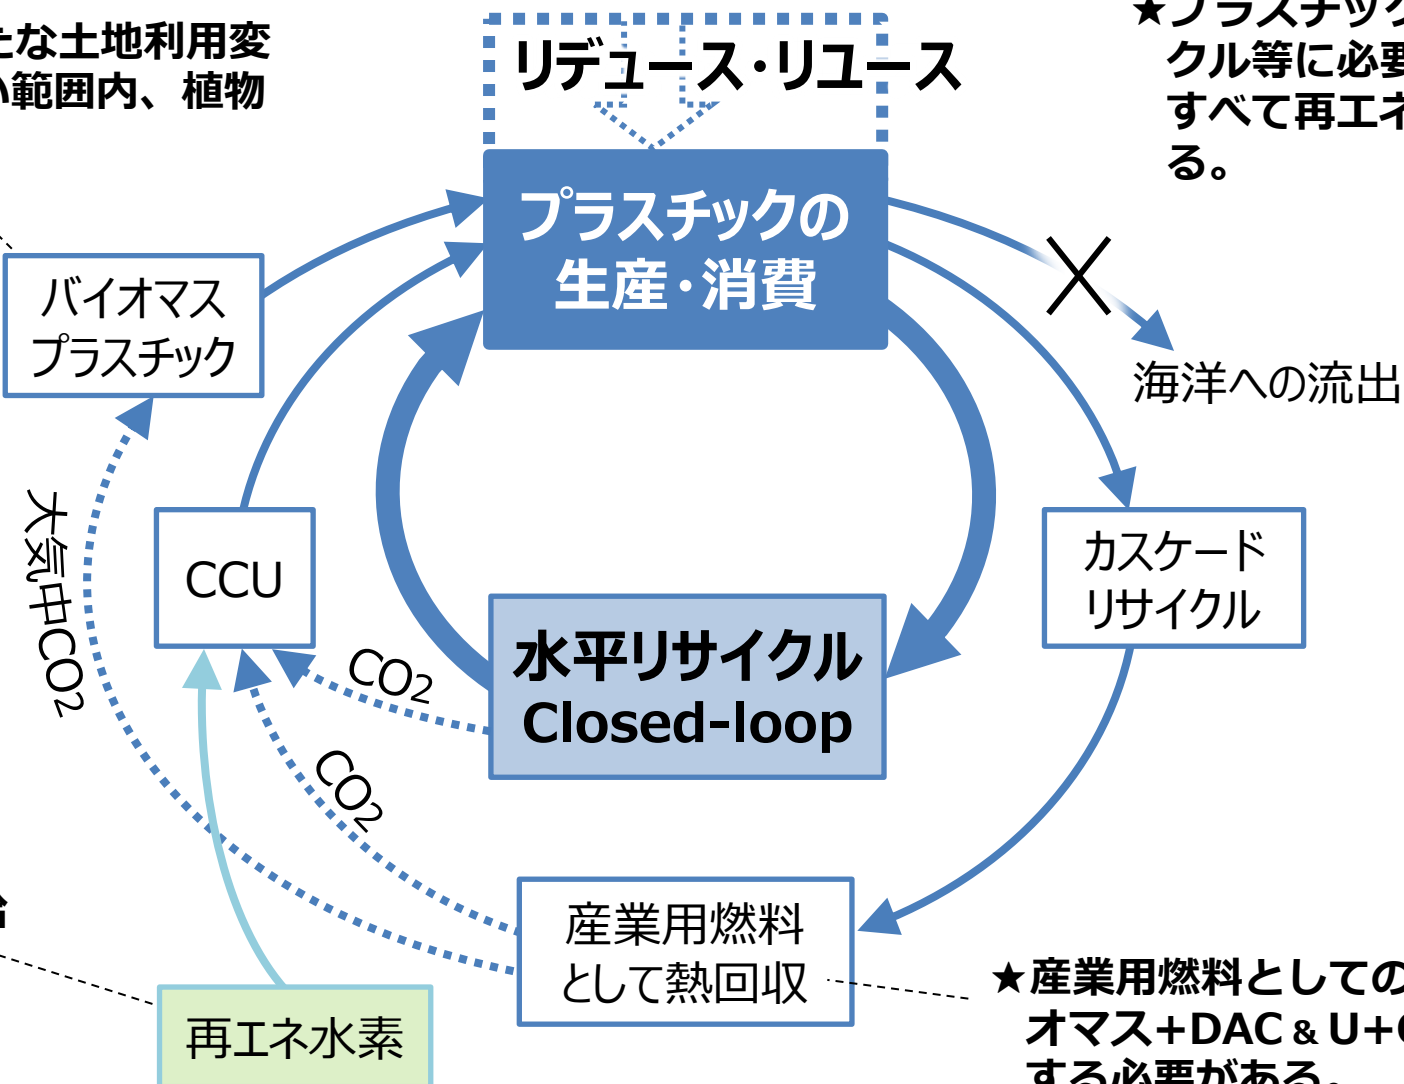 たな土地利用変
い範囲内、植物
リデュース・リユース
★プラスチック
クル等に必要
すべて再エネ
る。
プラスチックの
生産・消費
バイオマス
プラスチック
海洋への流出
大気中CO2
CCU
カスケード
リサイクル
水平リサイクル
Closed-loop
CO2
CO2
産業用燃料
として熱回収
再エネ水素
★産業用燃料としての
オマス+DAC & U+C
する必要がある。